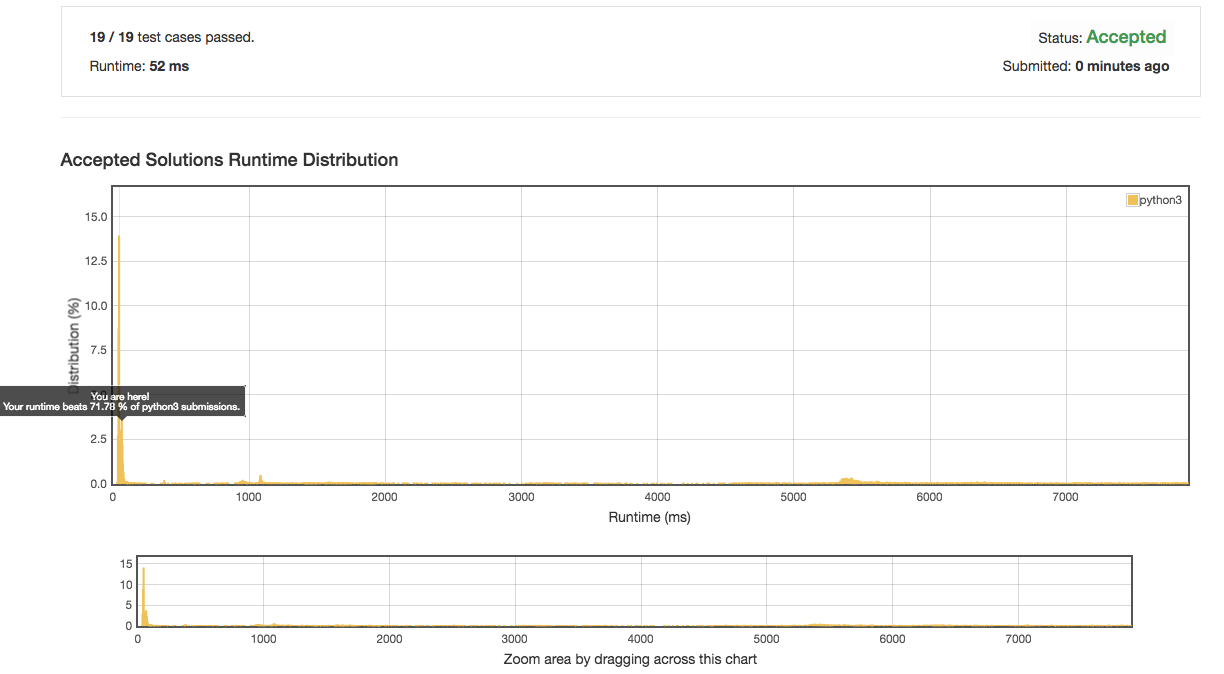 19 / 19 test cases passed.
Status: Accepted
Runtime: 52 ms
Submitted: 0 minutes ago
Accepted Solutions Runtime Distribution
python3
15.0
12.5
10.0
7.5
5.0
2.5
0.0
Distribution (%)
You are here!
Your runtime beats 71.78 % of python3 submissions.
0 1000 2000 3000 4000 5000 6000 7000
Runtime (ms)
15
10
5
0
0 1000 2000 3000 4000 5000 6000 7000
Zoom area by dragging across this chart